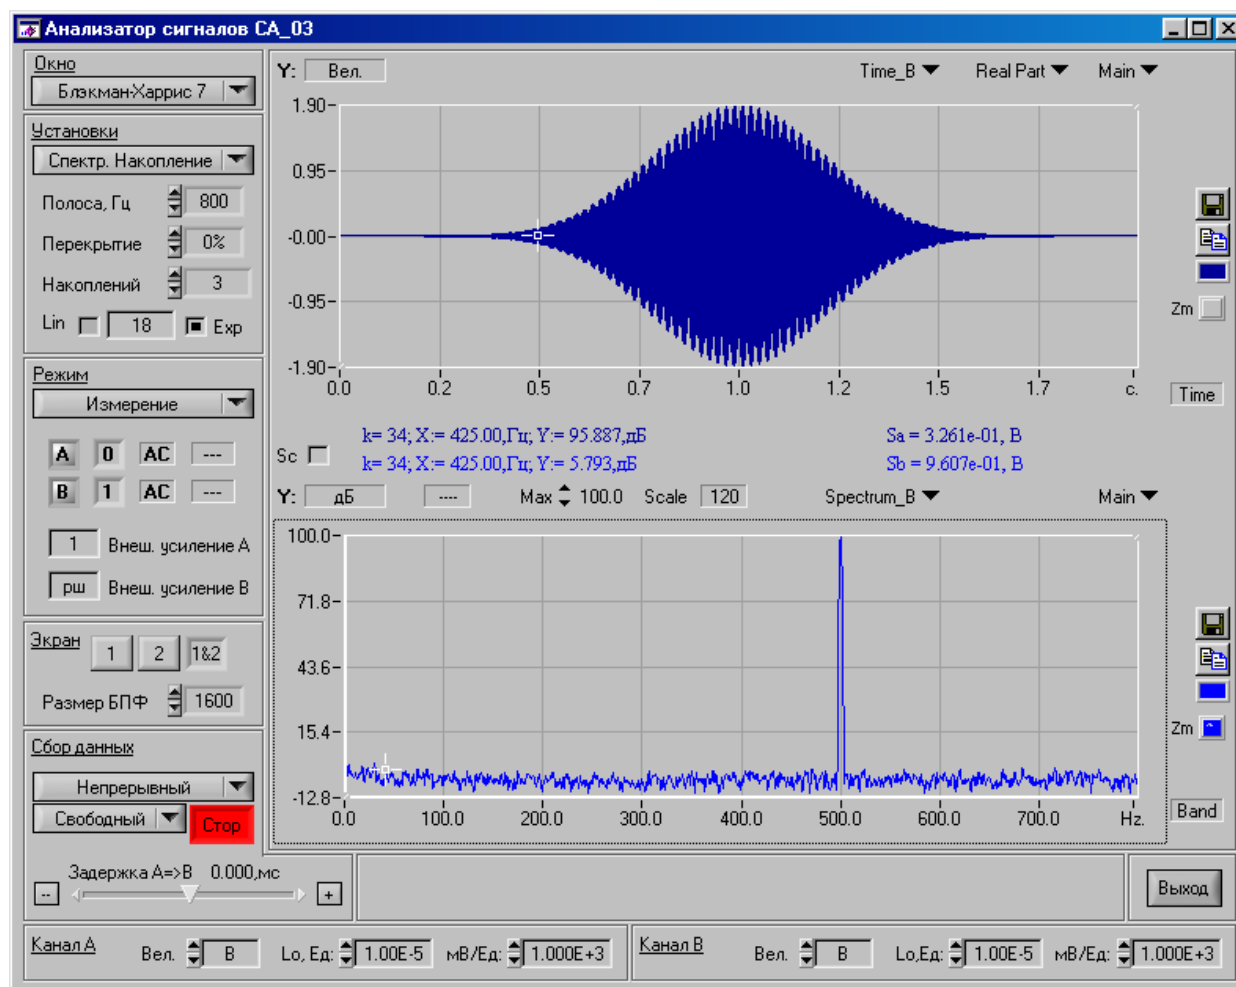 Анализатор сигналов СА_03
Окно
Блэкман-Харрис 7
Установки
Спектр. Накопление
Полоса, Гц 800
Перекрытие 0%
Накоплений 3
Lin 18 Exp
Режим
Измерение
A 0 AC ---
B 1 AC ---
1 Внеш. усиление А
рш Внеш. усиление В
Экран 1 2 1&2
Размер БПФ 1600
Сбор данных
Непрерывный
Свободный Стоp
Задержка А=>В 0.000,мс
-- +
Y: Вел. Time_B Real Part Main
1.90
0.95
-0.00
-0.95
-1.90
0.0 0.2 0.5 0.7 1.0 1.2 1.5 1.7 с.
Zm
Time
k= 34; X:= 425.00,Гц; Y:= 95.887,дБ Sa = 3.261e-01, В
Sc
k= 34; X:= 425.00,Гц; Y:= 5.793,дБ Sb = 9.607e-01, В
Y: дБ ---- Max 100.0 Scale 120 Spectrum_B Main
100.0
71.8
43.6
15.4
-12.8
0.0 100.0 200.0 300.0 400.0 500.0 600.0 700.0 Hz.
Zm
Band
Выход
Канал А Вел. В Lo, Ед: 1.00E-5 мВ/Ед: 1.000E+3
Канал В Вел. В Lo,Ед: 1.00E-5 мВ/Ед: 1.000E+3